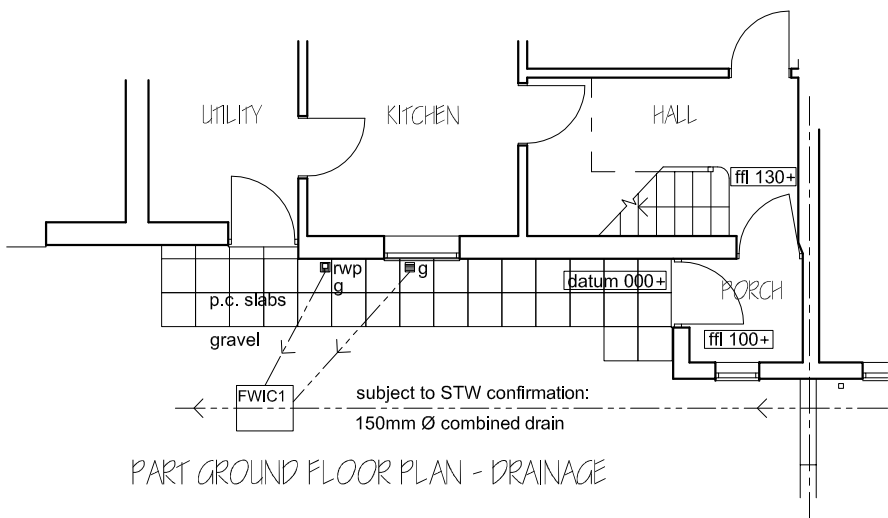 UTILITY
KITCHEN
HALL
ffl 130+
rwp
g
g
datum 000+
PORCH
p.c. slabs
gravel
ffl 100+
FWIC1
subject to STW confirmation:
150mm Ø combined drain
PART GROUND FLOOR PLAN - DRAINAGE